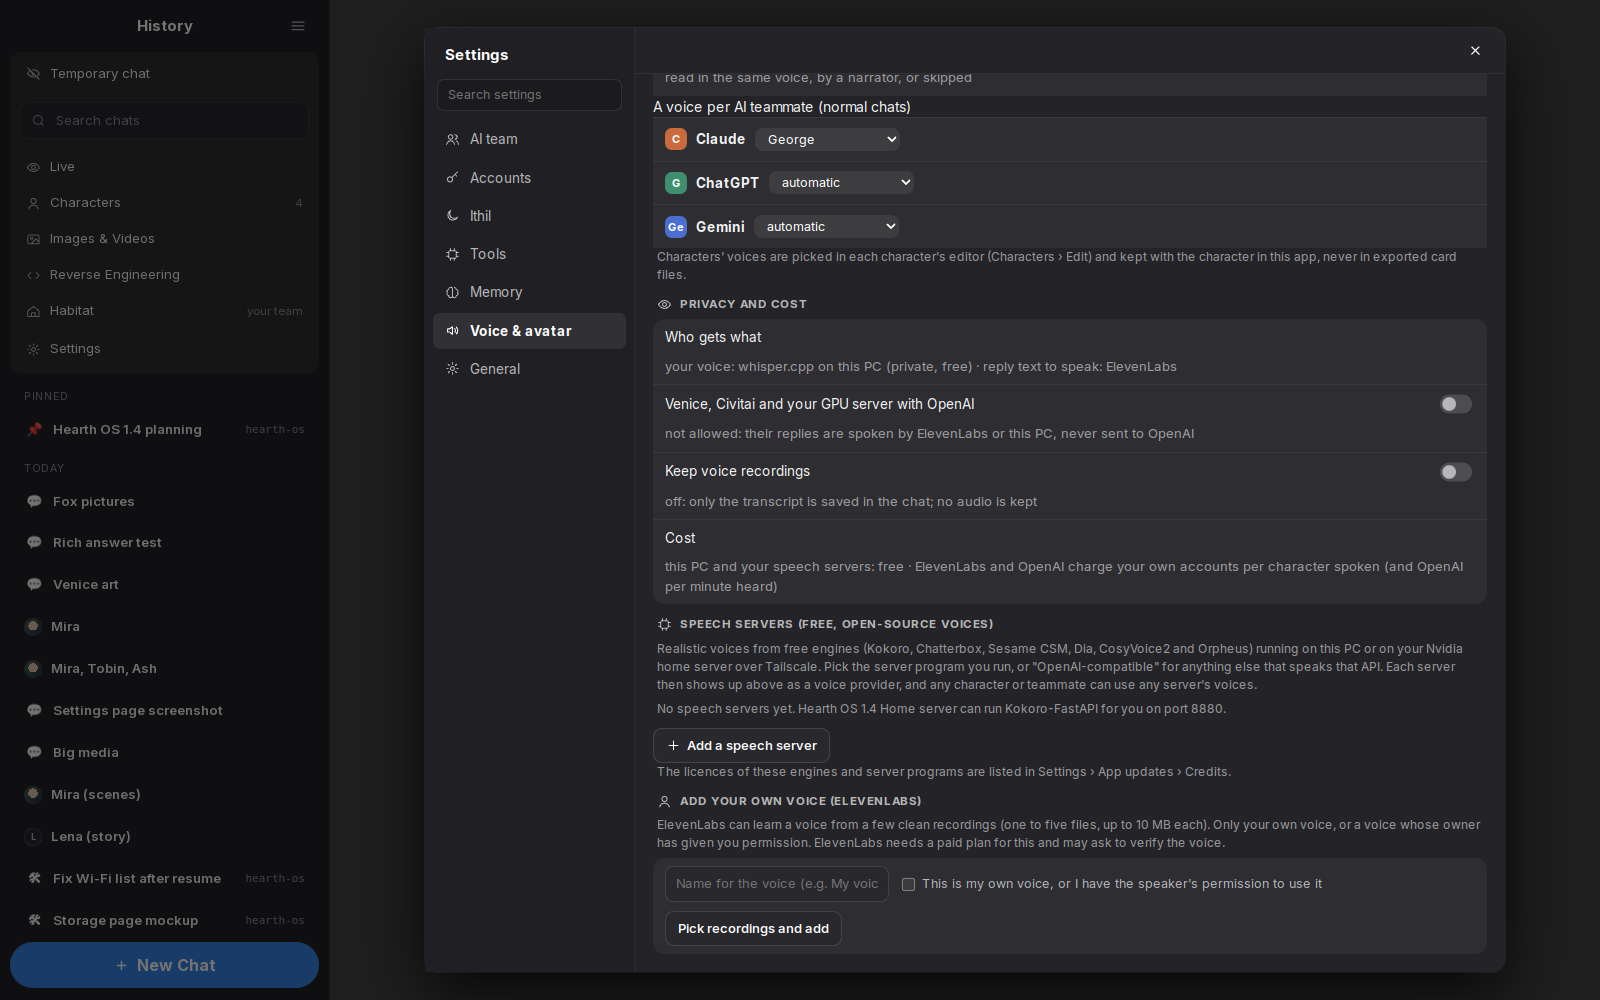 History
Temporary chat
Search chats
Live
Characters 4
Images & Videos
Reverse Engineering
Habitat your team
Settings
PINNED
Hearth OS 1.4 planning hearth-os
TODAY
Fox pictures
Rich answer test
Venice art
Mira
Mira, Tobin, Ash
Settings page screenshot
Big media
Mira (scenes)
L Lena (story)
Fix Wi-Fi list after resume hearth-os
Storage page mockup hearth-os
+ New Chat
Settings
Search settings
AI team
Accounts
Ithil
Tools
Memory
Voice & avatar
General
read in the same voice, by a narrator, or skipped
A voice per AI teammate (normal chats)
C Claude George
G ChatGPT automatic
Ge Gemini automatic
Characters' voices are picked in each character's editor (Characters › Edit) and kept with the character in this app, never in exported card
files.
PRIVACY AND COST
Who gets what
your voice: whisper.cpp on this PC (private, free) · reply text to speak: ElevenLabs
Venice, Civitai and your GPU server with OpenAI
not allowed: their replies are spoken by ElevenLabs or this PC, never sent to OpenAI
Keep voice recordings
off: only the transcript is saved in the chat; no audio is kept
Cost
this PC and your speech servers: free · ElevenLabs and OpenAI charge your own accounts per character spoken (and OpenAI
per minute heard)
SPEECH SERVERS (FREE, OPEN-SOURCE VOICES)
Realistic voices from free engines (Kokoro, Chatterbox, Sesame CSM, Dia, CosyVoice2 and Orpheus) running on this PC or on your Nvidia
home server over Tailscale. Pick the server program you run, or "OpenAI-compatible" for anything else that speaks that API. Each server
then shows up above as a voice provider, and any character or teammate can use any server's voices.
No speech servers yet. Hearth OS 1.4 Home server can run Kokoro-FastAPI for you on port 8880.
+ Add a speech server
The licences of these engines and server programs are listed in Settings › App updates › Credits.
ADD YOUR OWN VOICE (ELEVENLABS)
ElevenLabs can learn a voice from a few clean recordings (one to five files, up to 10 MB each). Only your own voice, or a voice whose owner
has given you permission. ElevenLabs needs a paid plan for this and may ask to verify the voice.
Name for the voice (e.g. My voic
This is my own voice, or I have the speaker's permission to use it
Pick recordings and add